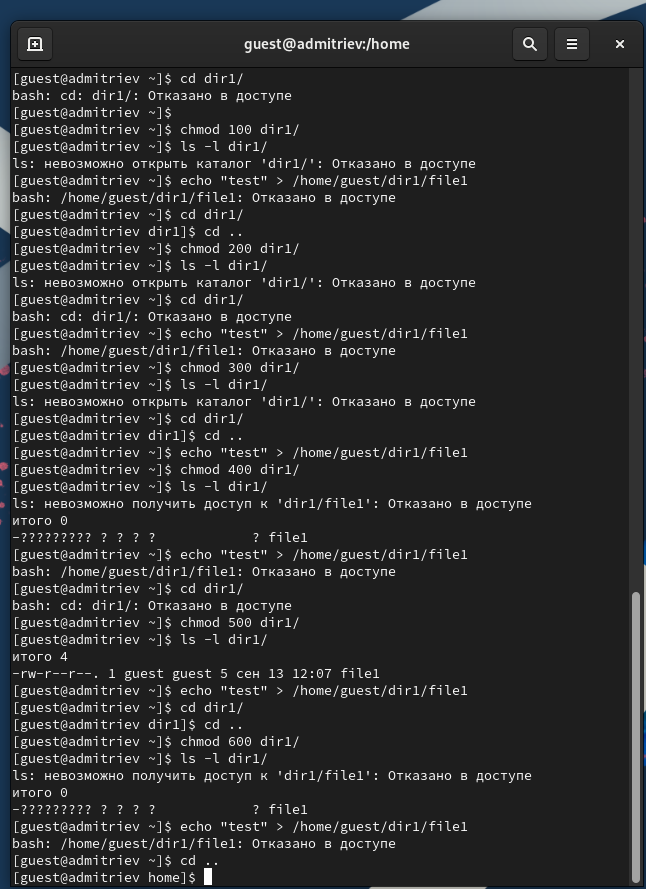 guest@admitriev:/home
[guest@admitriev ~]$ cd dir1/
bash: cd: dir1/: Отказано в доступе
[guest@admitriev ~]$
[guest@admitriev ~]$ chmod 100 dir1/
[guest@admitriev ~]$ ls -l dir1/
ls: невозможно открыть каталог 'dir1/': Отказано в доступе
[guest@admitriev ~]$ echo "test" > /home/guest/dir1/file1
bash: /home/guest/dir1/file1: Отказано в доступе
[guest@admitriev ~]$ cd dir1/
[guest@admitriev dir1]$ cd ..
[guest@admitriev ~]$ chmod 200 dir1/
[guest@admitriev ~]$ ls -l dir1/
ls: невозможно открыть каталог 'dir1/': Отказано в доступе
[guest@admitriev ~]$ cd dir1/
bash: cd: dir1/: Отказано в доступе
[guest@admitriev ~]$ echo "test" > /home/guest/dir1/file1
bash: /home/guest/dir1/file1: Отказано в доступе
[guest@admitriev ~]$ chmod 300 dir1/
[guest@admitriev ~]$ ls -l dir1/
ls: невозможно открыть каталог 'dir1/': Отказано в доступе
[guest@admitriev ~]$ cd dir1/
[guest@admitriev dir1]$ cd ..
[guest@admitriev ~]$ echo "test" > /home/guest/dir1/file1
[guest@admitriev ~]$ chmod 400 dir1/
[guest@admitriev ~]$ ls -l dir1/
ls: невозможно получить доступ к 'dir1/file1': Отказано в доступе
итого 0
-????????? ? ? ? ?            ? file1
[guest@admitriev ~]$ echo "test" > /home/guest/dir1/file1
bash: /home/guest/dir1/file1: Отказано в доступе
[guest@admitriev ~]$ cd dir1/
bash: cd: dir1/: Отказано в доступе
[guest@admitriev ~]$ chmod 500 dir1/
[guest@admitriev ~]$ ls -l dir1/
итого 4
-rw-r--r--. 1 guest guest 5 сен 13 12:07 file1
[guest@admitriev ~]$ echo "test" > /home/guest/dir1/file1
[guest@admitriev ~]$ cd dir1/
[guest@admitriev dir1]$ cd ..
[guest@admitriev ~]$ chmod 600 dir1/
[guest@admitriev ~]$ ls -l dir1/
ls: невозможно получить доступ к 'dir1/file1': Отказано в доступе
итого 0
-????????? ? ? ? ?            ? file1
[guest@admitriev ~]$ echo "test" > /home/guest/dir1/file1
bash: /home/guest/dir1/file1: Отказано в доступе
[guest@admitriev ~]$ cd ..
[guest@admitriev home]$